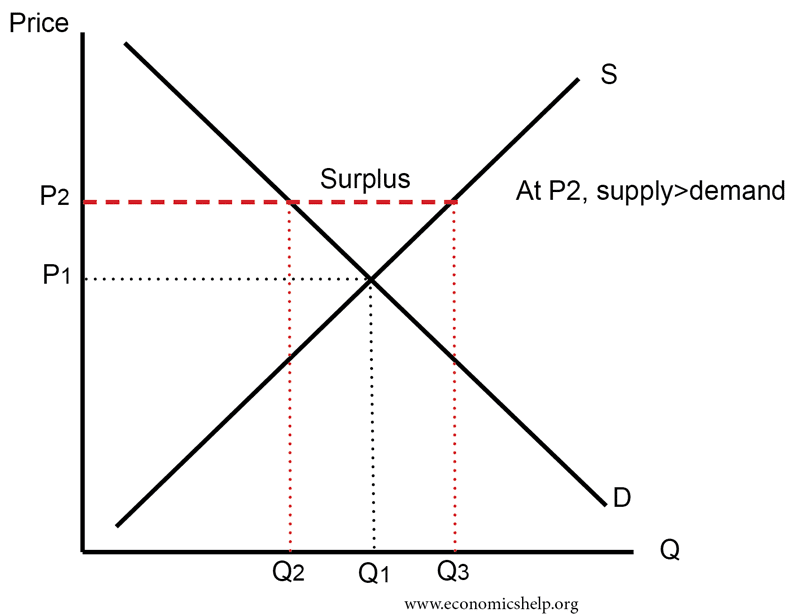 Price
S
Surplus
P2
At P2, supply>demand
P1
D
Q
Q2
Q1
Q3
www.economicshelp.org